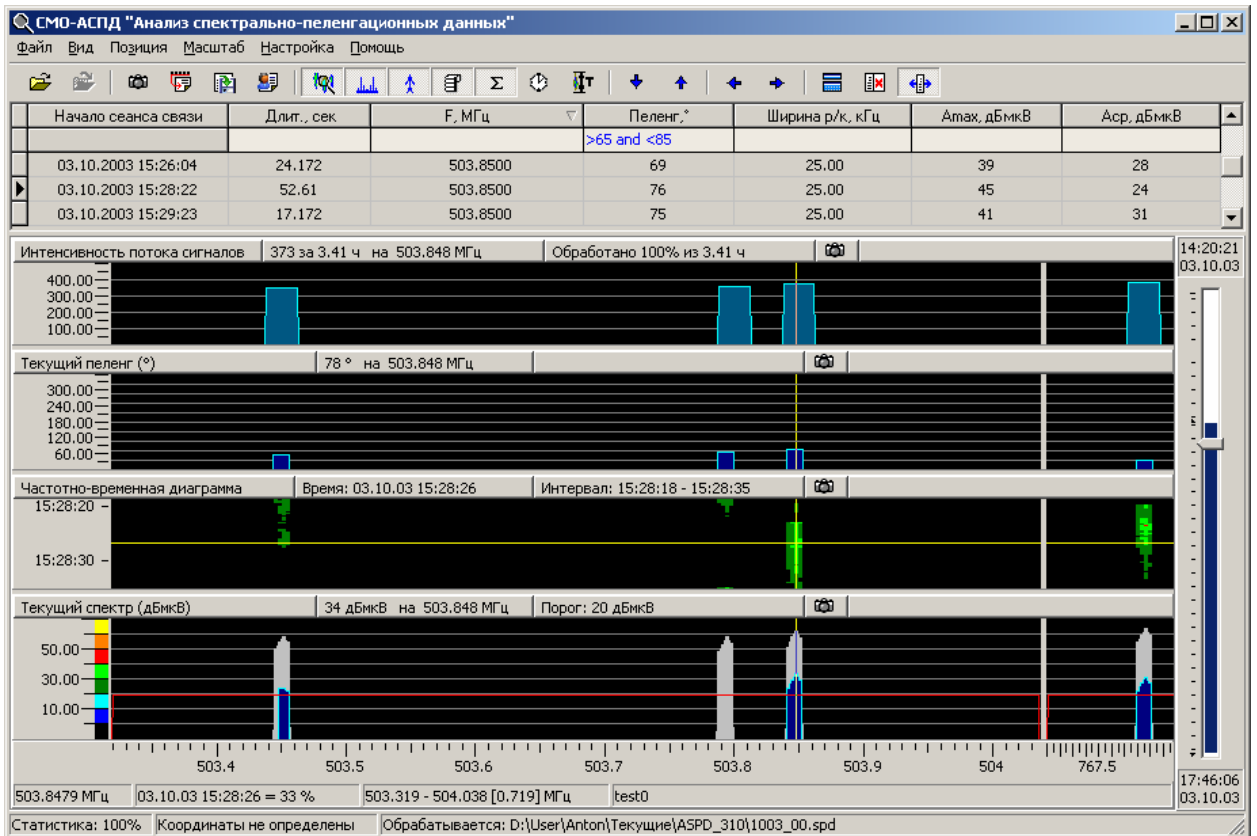 СМО-АСПД "Анализ спектрально-пеленгационных данных"
Файл Вид Позиция Масштаб Настройка Помощь
Σ T
Начало сеанса связи Длит., сек F, МГц Пеленг,° Ширина р/к, кГц Amax, дБмкВ Аср, дБмкВ
>65 and <85
03.10.2003 15:26:04 24.172 503.8500 69 25.00 39 28
03.10.2003 15:28:22 52.61 503.8500 76 25.00 45 24
03.10.2003 15:29:23 17.172 503.8500 75 25.00 41 31
Интенсивность потока сигналов 373 за 3.41 ч на 503.848 МГц Обработано 100% из 3.41 ч
14:20:21
03.10.03
400.00
300.00
200.00
100.00
Текущий пеленг (°) 78 ° на 503.848 МГц
300.00
240.00
180.00
120.00
60.00
Частотно-временная диаграмма Время: 03.10.03 15:28:26 Интервал: 15:28:18 - 15:28:35
15:28:20
15:28:30
Текущий спектр (дБмкВ) 34 дБмкВ на 503.848 МГц Порог: 20 дБмкВ
50.00
30.00
10.00
503.4 503.5 503.6 503.7 503.8 503.9 504 767.5
17:46:06
03.10.03
503.8479 МГц 03.10.03 15:28:26 = 33 % 503.319 - 504.038 [0.719] МГц test0
Статистика: 100% Координаты не определены Обрабатывается: D:\User\Anton\Текущие\ASPD_310\1003_00.spd